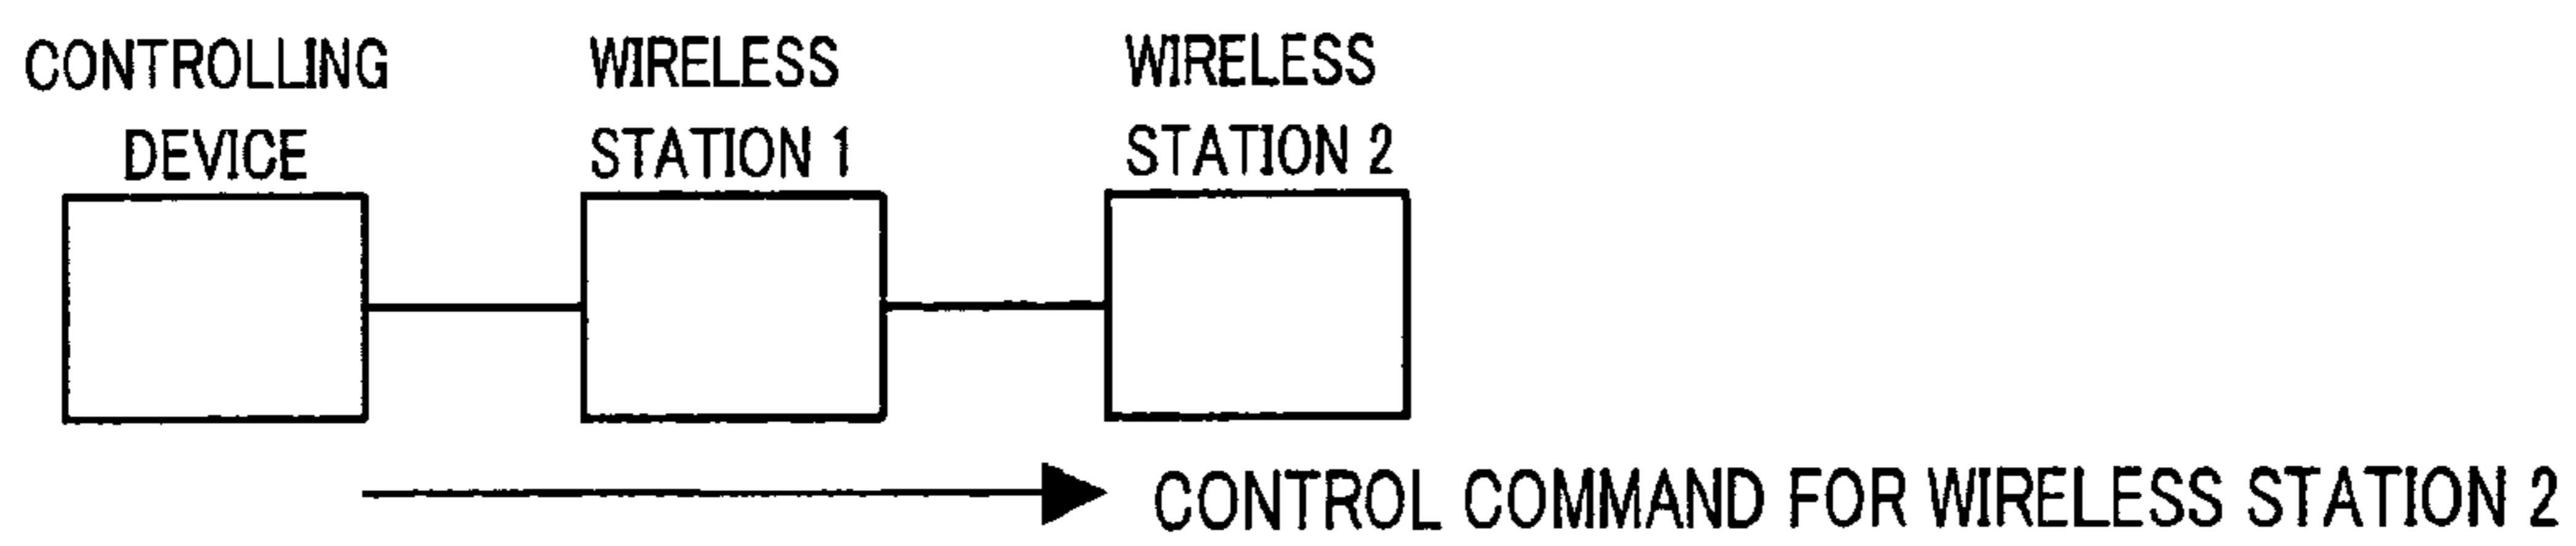 CONTROLLING
DEVICE
WIRELESS
STATION 1
WIRELESS
STATION 2
CONTROL COMMAND FOR WIRELESS STATION 2